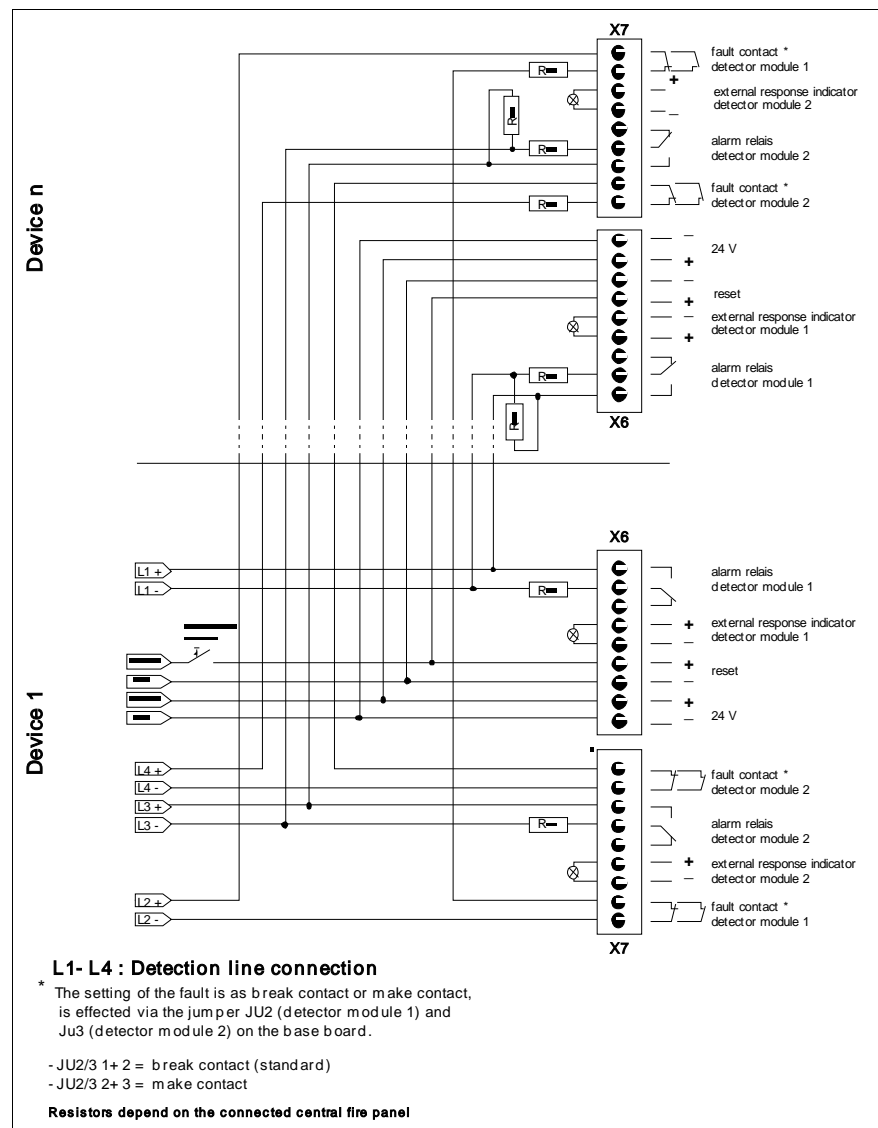 X7
fault contact *
detector module 1
+
external response indicator
detector module 2
–
R
R
alarm relais
detector module 2
R
fault contact *
detector module 2
R
Device n
–
24 V
+
–
reset
+
– external response indicator
detector module 1
+
alarm relais
detector module 1
R
R
X6
X6
L1 +
alarm relais
detector module 1
L1 -
R
+ external response indicator
detector module 1
–
+
reset
–
+
24 V
–
Device 1
L4 +
fault contact *
detector module 2
L4 -
L3 +
L3 -
R
alarm relais
detector module 2
+ external response indicator
– detector module 2
L2 +
fault contact *
L2 -
detector module 1
X7
L1- L4 : Detection line connection
* The setting of the fault is as break contact or make contact,
is effected via the jumper JU2 (detector module 1) and
Ju3 (detector module 2) on the base board.
- JU2/3 1+ 2 = break contact (standard)
- JU2/3 2+ 3 = make contact
Resistors depend on the connected central fire panel